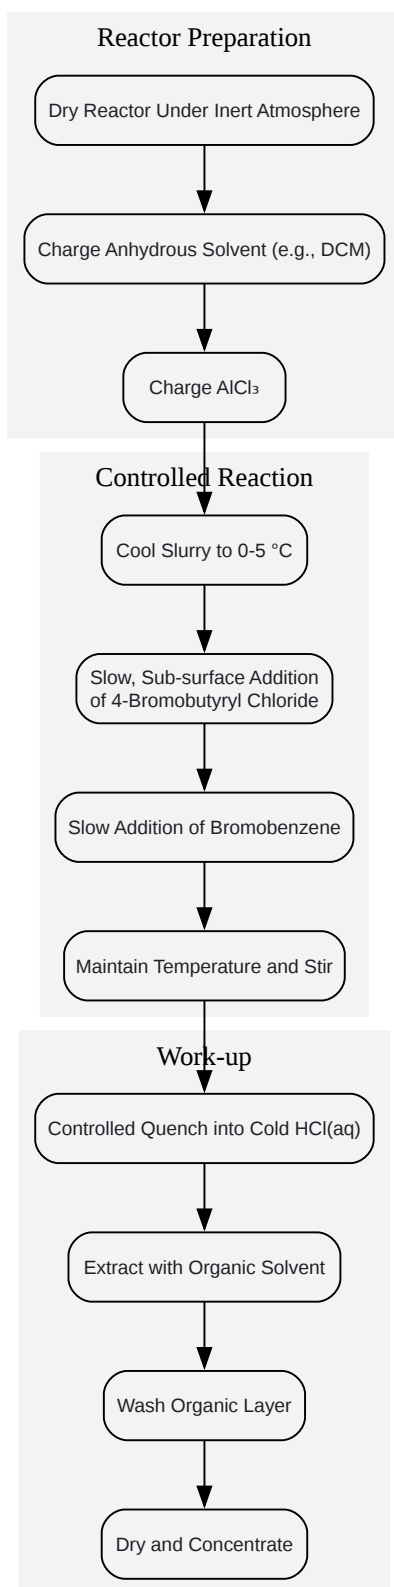 Reactor Preparation
Dry Reactor Under Inert Atmosphere
Charge Anhydrous Solvent (e.g., DCM)
Charge AlCl₃
Controlled Reaction
Cool Slurry to 0-5 °C
Slow, Sub-surface Addition
of 4-Bromobutyryl Chloride
Slow Addition of Bromobenzene
Maintain Temperature and Stir
Work-up
Controlled Quench into Cold HCl(aq)
Extract with Organic Solvent
Wash Organic Layer
Dry and Concentrate